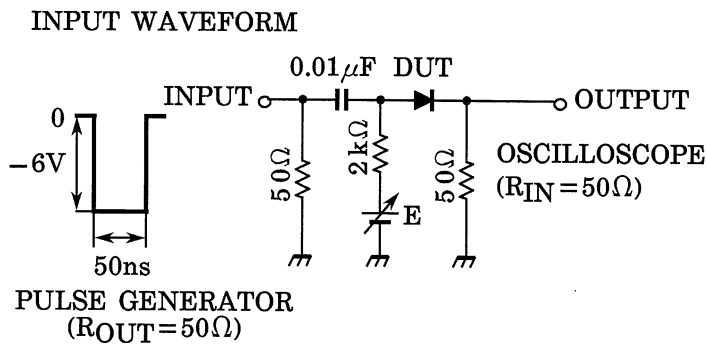 INPUT WAVEFORM
0.01μF DUT
INPUT
OUTPUT
0
-6V
50Ω
2kΩ
50Ω
OSCILLOSCOPE
(RIN=50Ω)
E
50ns
PULSE GENERATOR
(ROUT=50Ω)